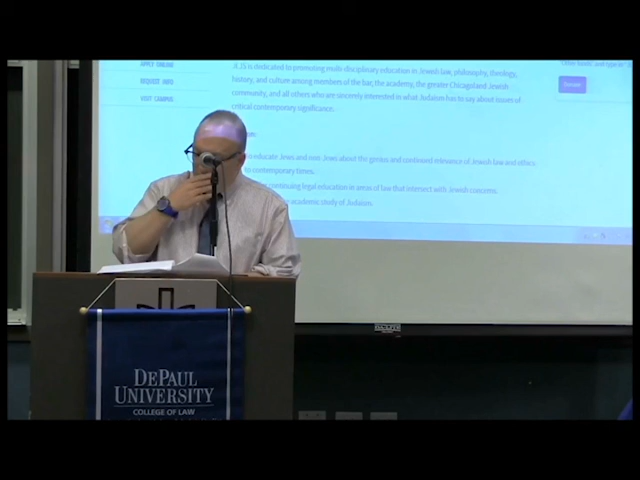 APPLY ONLINE
REQUEST INFO
VISIT CAMPUS
JS is dedicated to promoting multi-disciplinary education in Jewish law, philosophy, theology,
history, and culture among members of the bar, the academy, the greater Chicagoland Jewish
community, and all others who are sincerely interested in what Judaism has to say about issues of
critical contemporary significance.
to educate Jews and non-Jews about the genius and continued relevance of Jewish law and ethics
to contemporary times.
continuing legal education in areas of law that intersect with Jewish concerns.
academic study of Judaism.
Donate
DEPAUL
UNIVERSITY
COLLEGE OF LAW